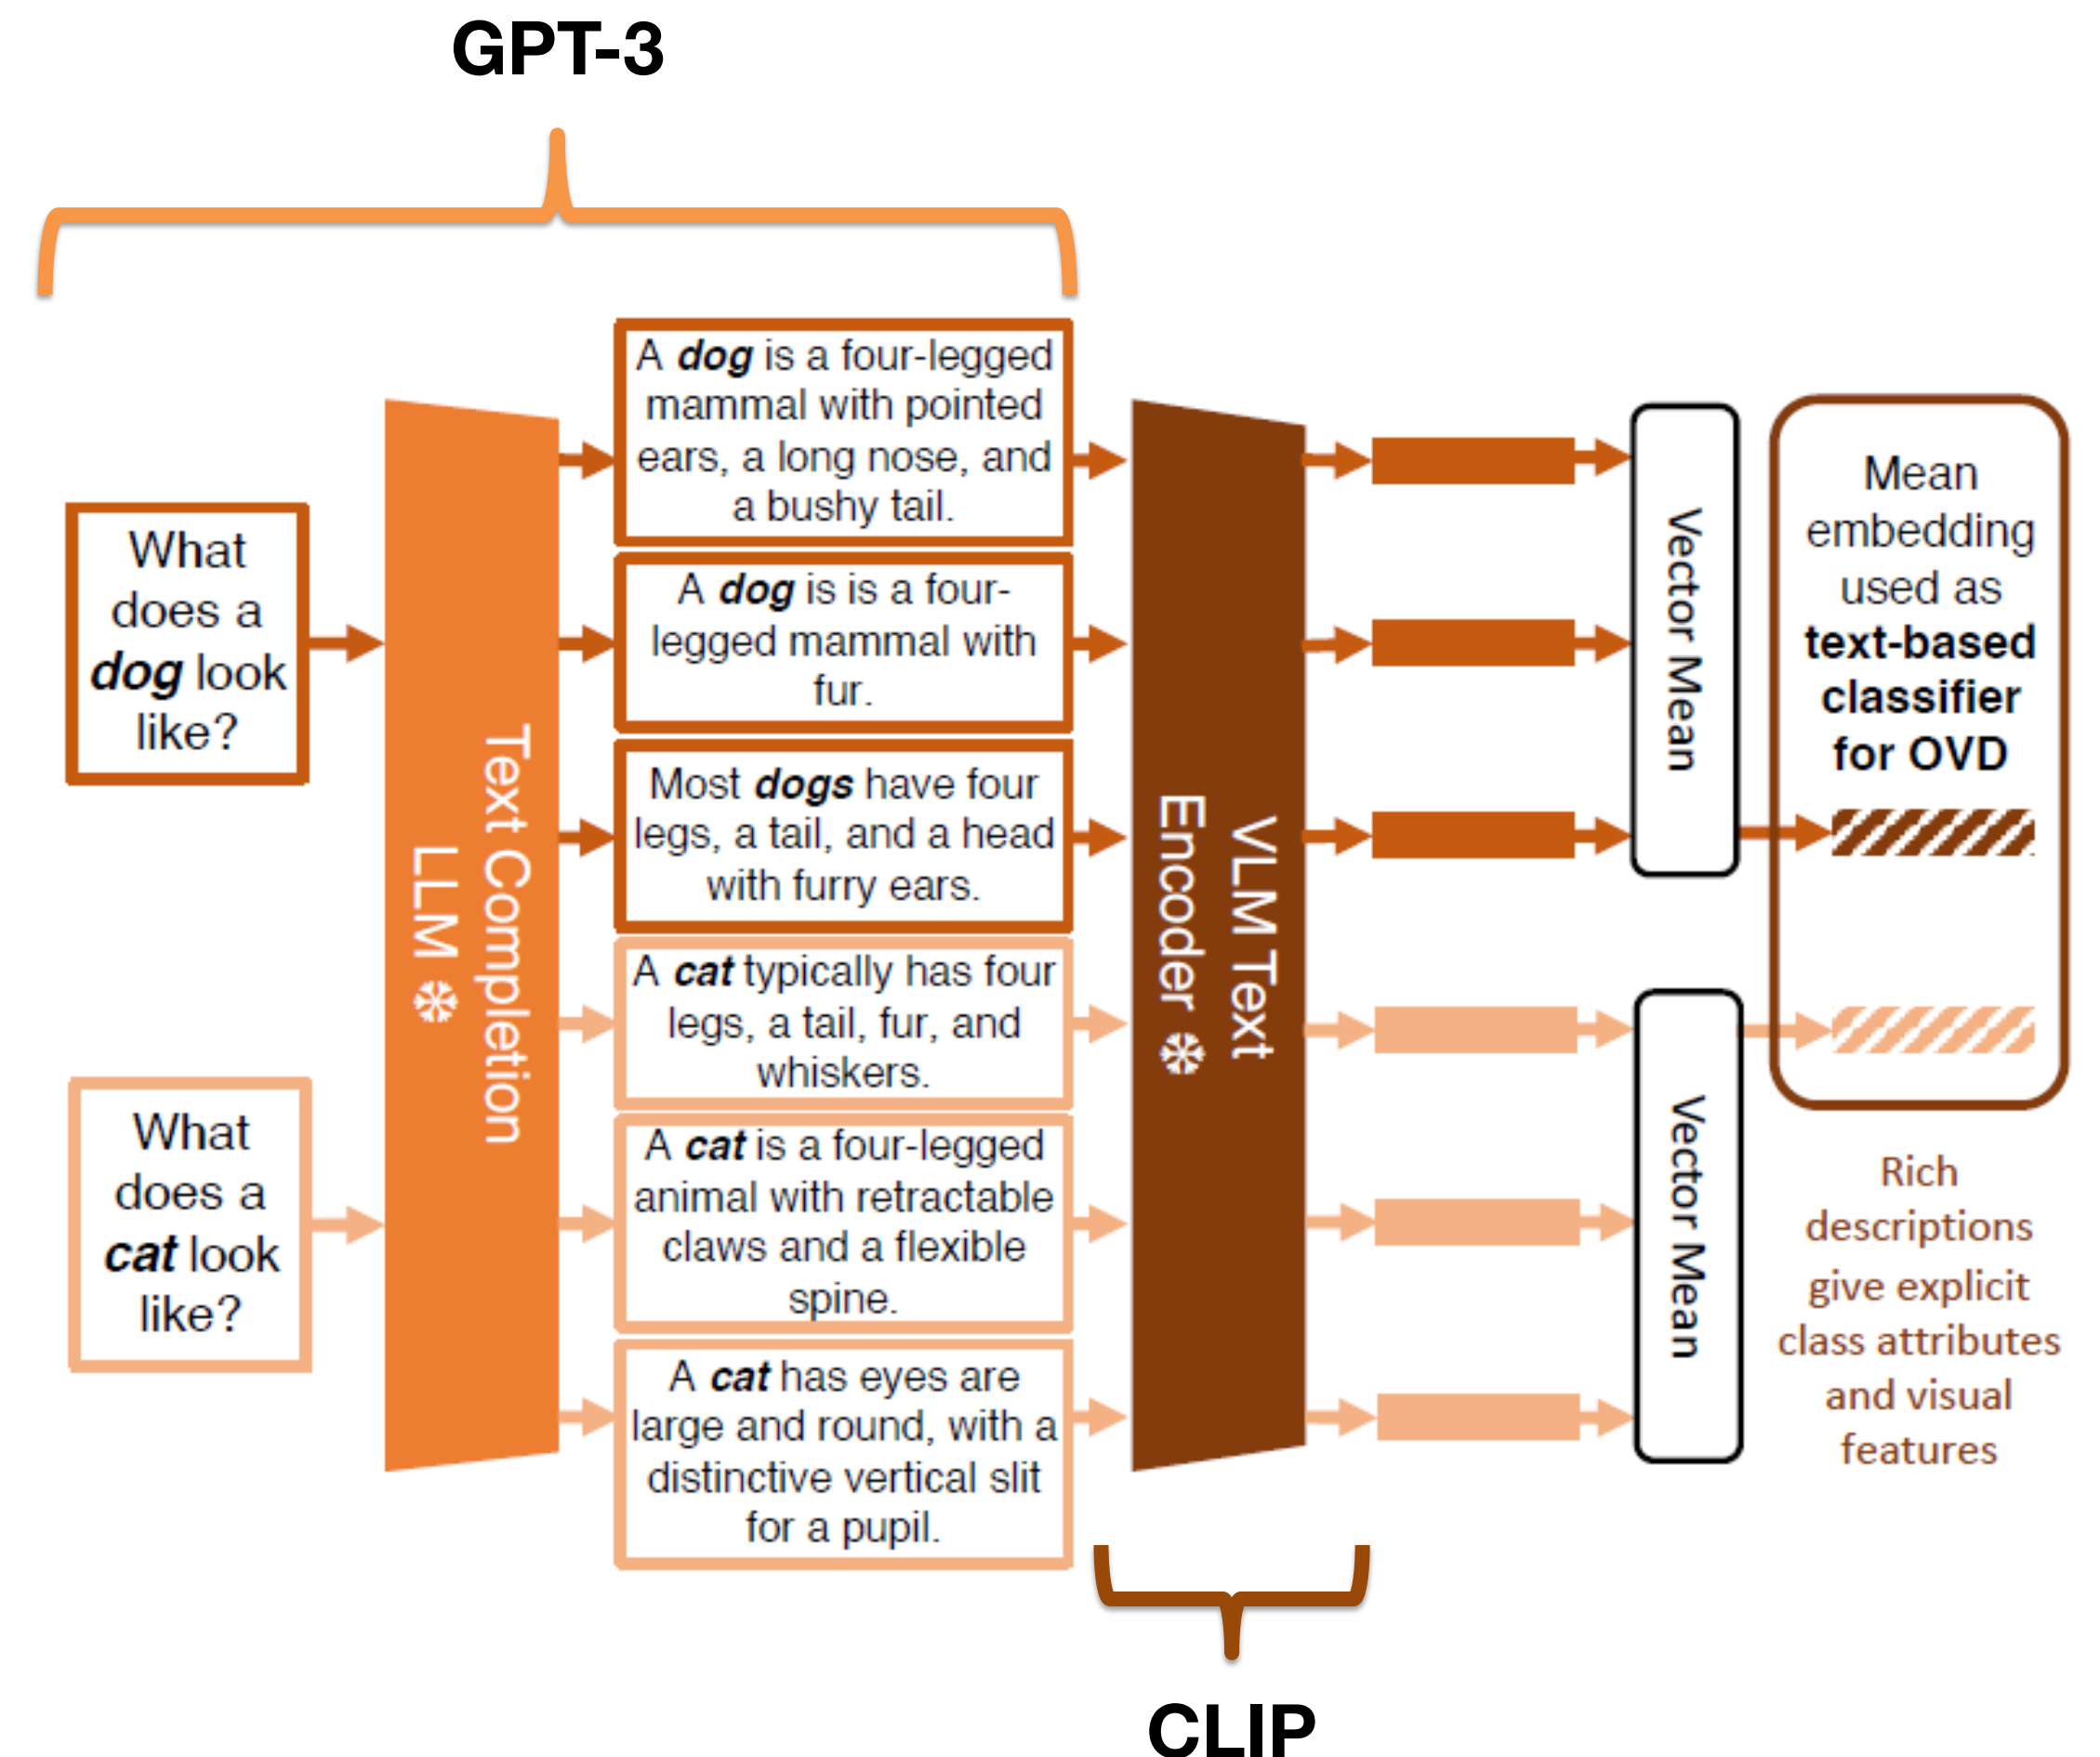 GPT-3
What
does a
dog look
like?
What
does a
cat look
like?
Text Completion
LLM
A dog is a four-legged
mammal with pointed
ears, a long nose, and
a bushy tail.
A dog is is a four-
legged mammal with
fur.
Most dogs have four
legs, a tail, and a head
with furry ears.
A cat typically has four
legs, a tail, fur, and
whiskers.
A cat is a four-legged
animal with retractable
claws and a flexible
spine.
A cat has eyes are
large and round, with a
distinctive vertical slit
for a pupil.
VLM Text
Encoder
Vector Mean
Vector Mean
Mean
embedding
used as
text-based
classifier
for OVD
Rich
descriptions
give explicit
class attributes
and visual
features
CLIP